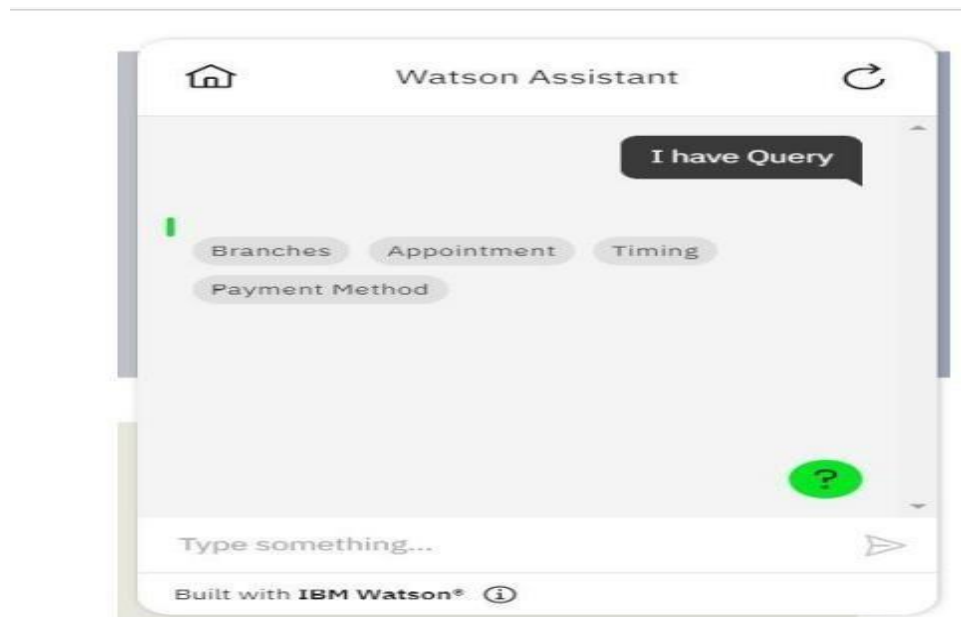 Watson Assistant
I have Query
Branches Appointment Timing
Payment Method
?
Type something...
Built with IBM Watson®